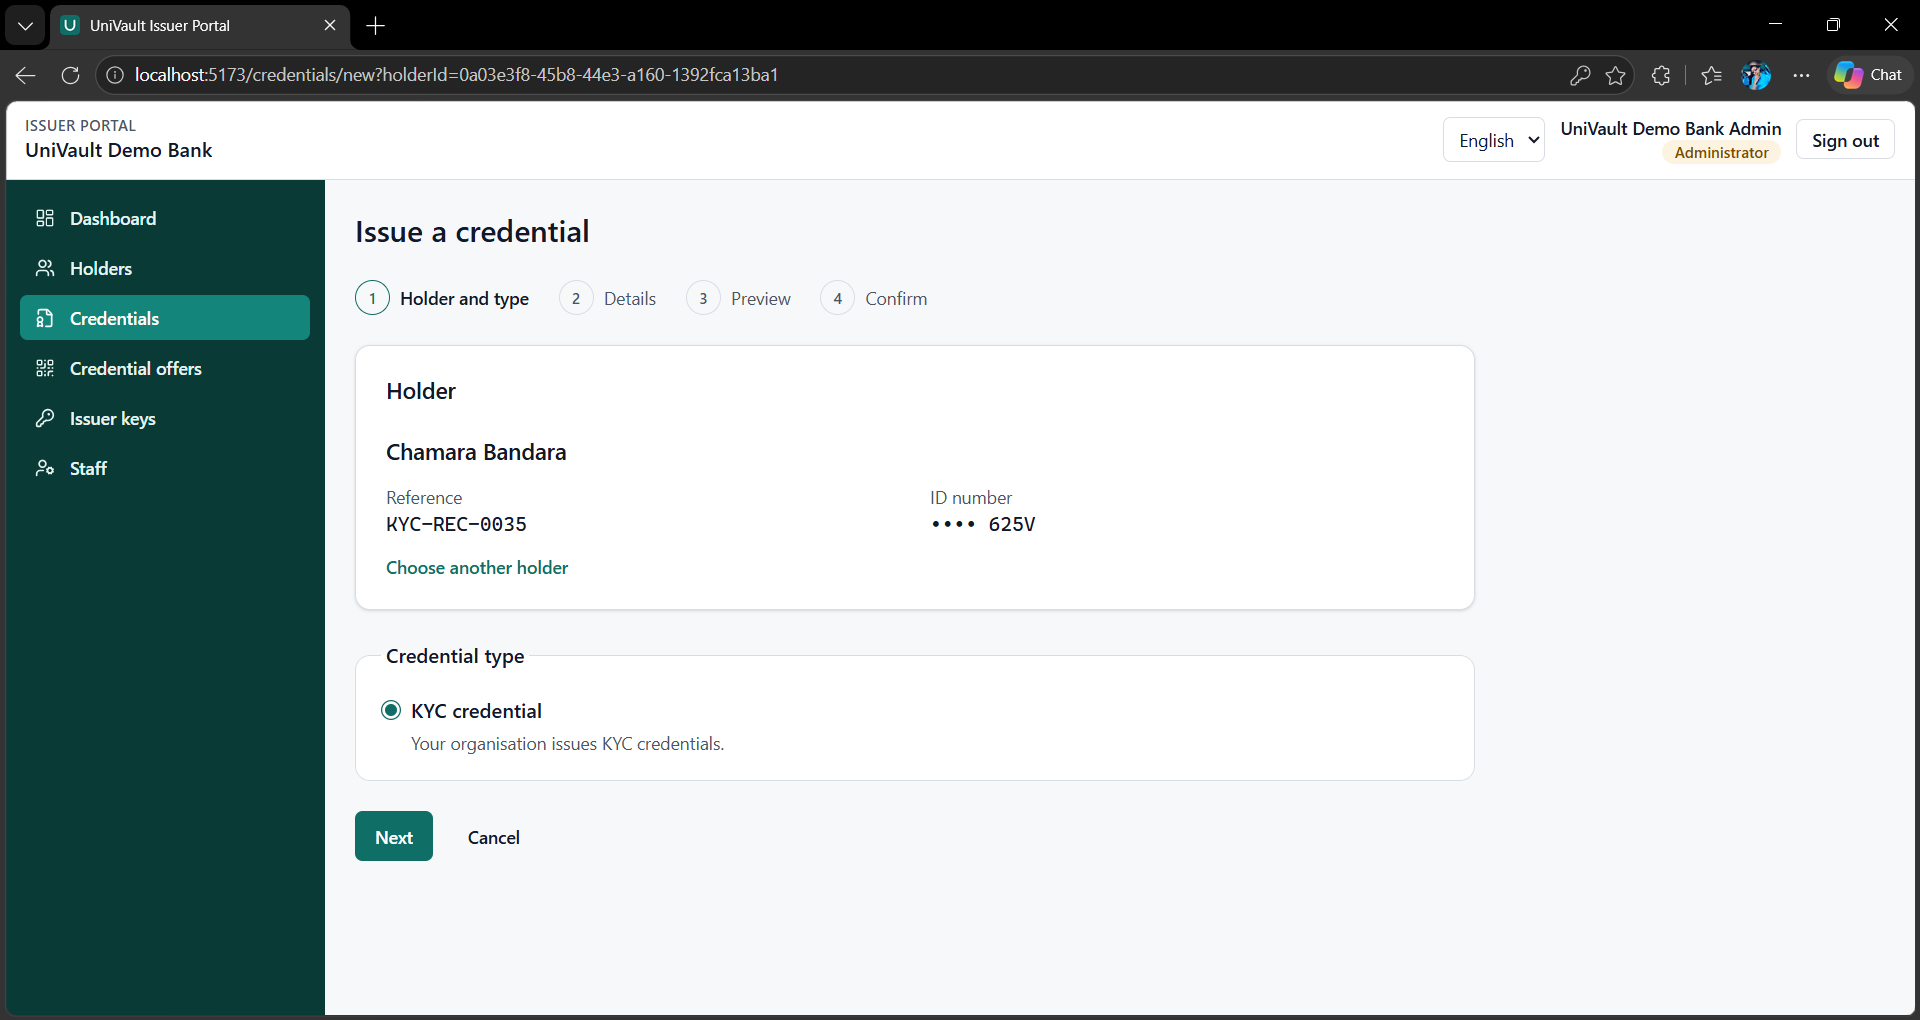 UniVault Issuer Portal
localhost:5173/credentials/new?holderId=0a03e3f8-45b8-44e3-a160-1392fca13ba1
Chat
ISSUER PORTAL
UniVault Demo Bank
English
UniVault Demo Bank Admin
Administrator
Sign out
Dashboard
Holders
Credentials
Credential offers
Issuer keys
Staff
Issue a credential
1 Holder and type
2 Details
3 Preview
4 Confirm
Holder
Chamara Bandara
Reference
KYC-REC-0035
ID number
•••• 625V
Choose another holder
Credential type
KYC credential
Your organisation issues KYC credentials.
Next
Cancel